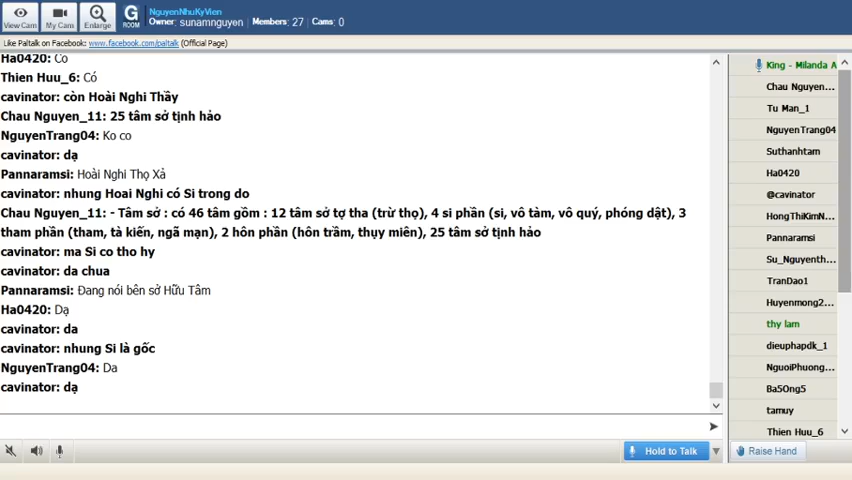 View Cam
My Cam
Enlarge
G
ROOM
NguyenNhuKyVien
Owner: sunamnguyen Members: 27 Cams: 0
Like Paltalk on Facebook: www.facebook.com/paltalk (Official Page)
Ha0420: Co
Thien Huu_6: Có
cavinator: còn Hoài Nghi Thầy
Chau Nguyen_11: 25 tâm sở tịnh hảo
NguyenTrang04: Ko co
cavinator: dạ
Pannaramsi: Hoài Nghi Thọ Xả
cavinator: nhung Hoai Nghi có Si trong do
Chau Nguyen_11: - Tâm sở : có 46 tâm gồm : 12 tâm sở tợ tha (trừ thọ), 4 si phần (si, vô tàm, vô quý, phóng dật), 3
tham phần (tham, tà kiến, ngã mạn), 2 hôn phần (hôn trầm, thụy miên), 25 tâm sở tịnh hảo
cavinator: ma Si co tho hy
cavinator: da chua
Pannaramsi: Đang nói bên sở Hữu Tâm
Ha0420: Dạ
cavinator: da
cavinator: nhung Si là gốc
NguyenTrang04: Da
cavinator: dạ
Hold to Talk
King - Milanda A
Chau Nguyen...
Tu Man_1
NguyenTrang04
Suthanhtam
Ha0420
@cavinator
HongThiKimN...
Pannaramsi
Su_Nguyenth...
TranDao1
Huyenmong2...
thy lam
dieuphapdk_1
NguoiPhuong...
Ba5Ong5
tamuy
Thien Huu_6
Raise Hand